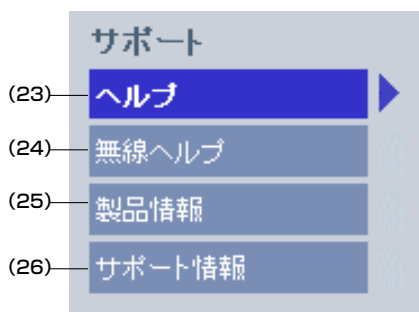 サポート
(23) ヘルプ
(24) 無線ヘルプ
(25) 製品情報
(26) サポート情報